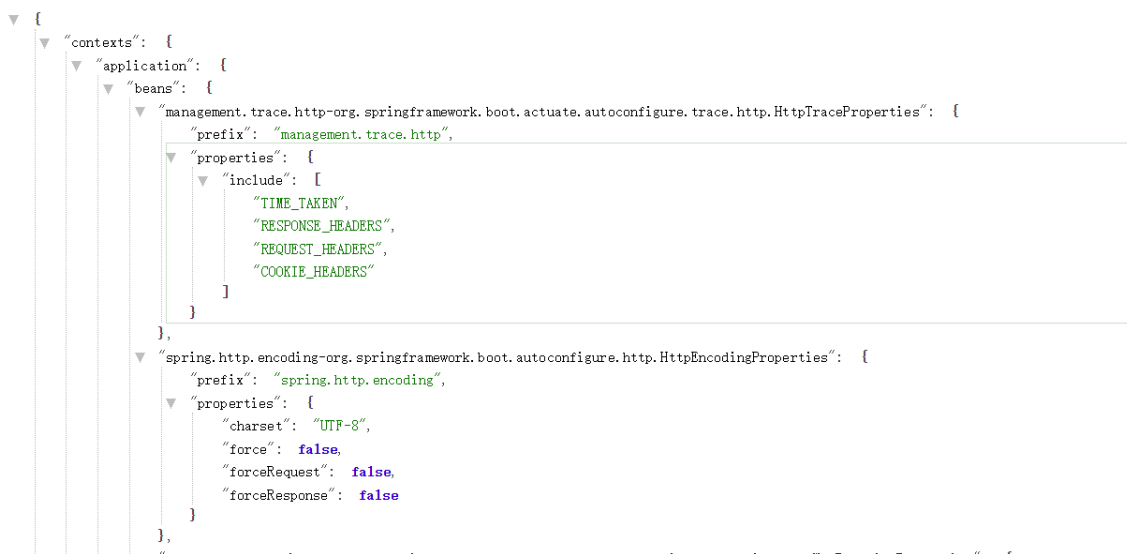 {
"contexts": {
"application": {
"beans": {
"management.trace.http-org.springframework.boot.actuate.autoconfigure.trace.http.HttpTraceProperties": {
"prefix": "management.trace.http",
"properties": {
"include": [
"TIME_TAKEN",
"RESPONSE_HEADERS",
"REQUEST_HEADERS",
"COOKIE_HEADERS"
]
}
},
"spring.http.encoding-org.springframework.boot.autoconfigure.http.HttpEncodingProperties": {
"prefix": "spring.http.encoding",
"properties": {
"charset": "UTF-8",
"force": false,
"forceRequest": false,
"forceResponse": false
}
},